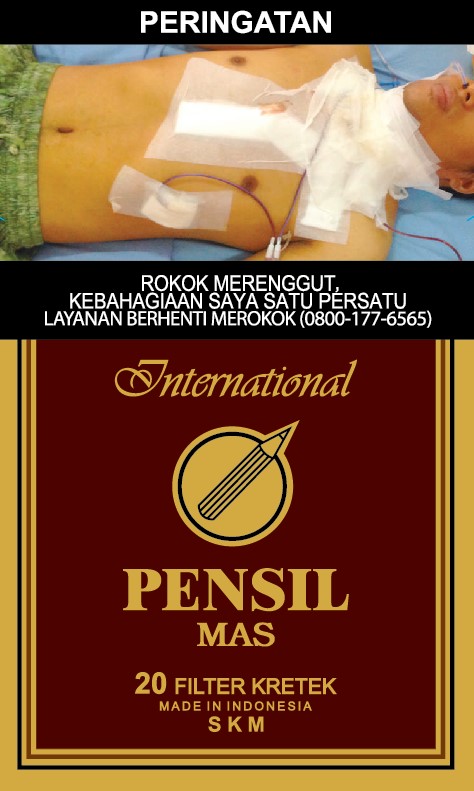 PERINGATAN
ROKOK MERENGGUT,
KEBAHAGIAAN SAYA SATU PERSATU
LAYANAN BERHENTI MEROKOK (0800-177-6565)
International
PENSIL
MAS
20 FILTER KRETEK
MADE IN INDONESIA
SKM